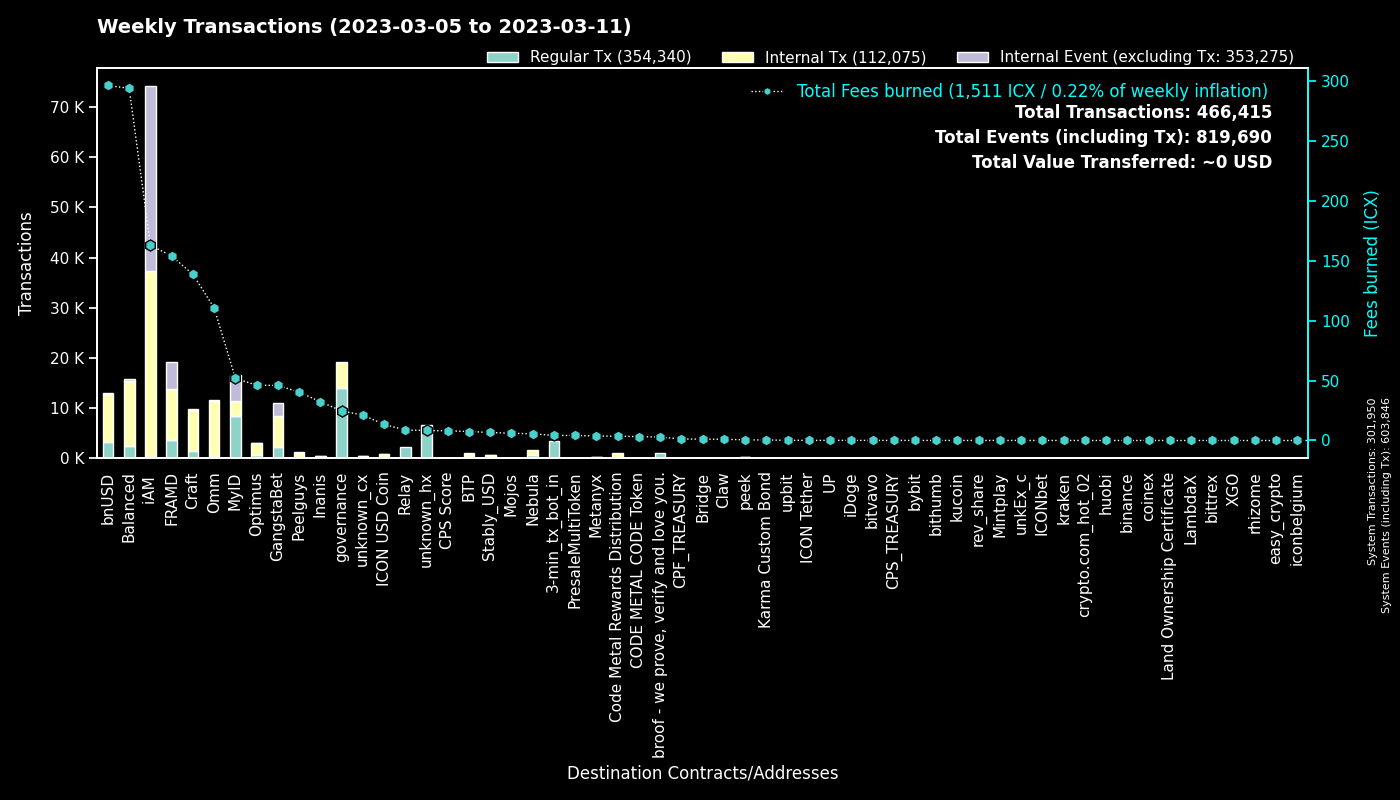 Weekly Transactions (2023-03-05 to 2023-03-11)
Regular Tx (354,340)
Internal Tx (112,075)
Internal Event (excluding Tx: 353,275)
Total Fees burned (1,511 ICX / 0.22% of weekly inflation)
Total Transactions: 466,415
Total Events (including Tx): 819,690
Total Value Transferred: ~0 USD
Transactions
70 K
60 K
50 K
40 K
30 K
20 K
10 K
0 K
300
250
200
150
100
50
0
Fees burned (ICX)
System Transactions: 301,950
System Events (including Tx): 603,846
bnUSD
Balanced
iAM
FRAMD
Craft
Omm
MyID
Optimus
GangstaBet
Peelguys
Inanis
governance
unknown_cx
ICON USD Coin
Relay
unknown_hx
CPS Score
BTP
Stably_USD
Mojos
Nebula
3-min_tx_bot_in
PresaleMultiToken
Metanyx
Code Metal Rewards Distribution
CODE METAL CODE Token
broof - we prove, verify and love you.
CPF_TREASURY
Bridge
Claw
peek
Karma Custom Bond
upbit
ICON Tether
UP
iDoge
bitvavo
CPS_TREASURY
bybit
bithumb
kucoin
rev_share
Mintplay
unkEx_c
ICONbet
kraken
crypto.com_hot_02
huobi
binance
coinex
Land Ownership Certificate
LambdaX
bittrex
XGO
rhizome
easy_crypto
iconbelgium
Destination Contracts/Addresses